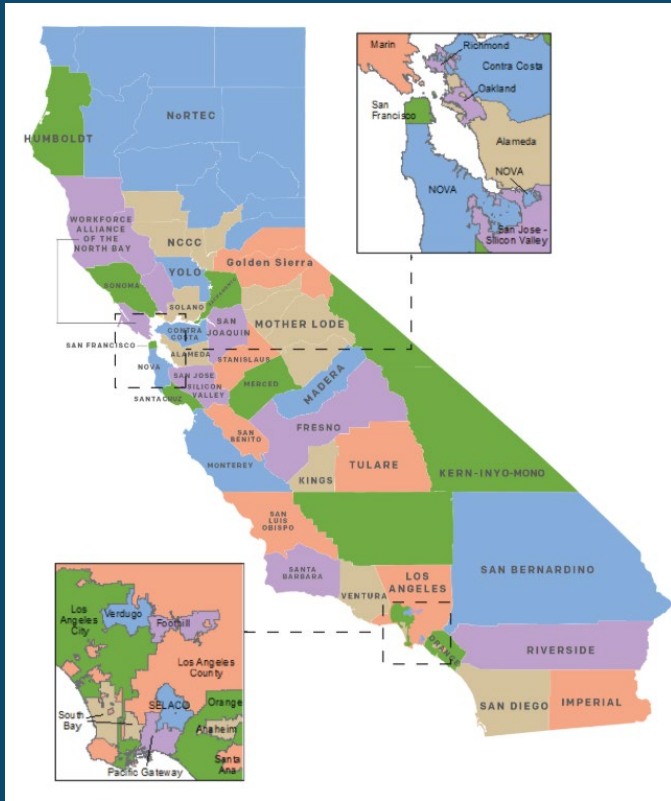 Marin
Richmond
Contra Costa
Oakland
San
Francisco
Alameda
NOVA
NOVA
San Jose -
Silicon Valley
NoRTEC
HUMBOLDT
WORKFORCE
ALLIANCE
OF THE
NORTH BAY
NCCC
Golden Sierra
YOLO
SONOMA
SACRAMENTO
SOLANO
CONTRA
COSTA
SAN
JOAQUIN
MOTHER LODE
SAN FRANCISCO
ALAMEDA
STANISLAUS
NOVA
SAN JOSE
SILICON
VALLEY
MERCED
MADERA
SANTACRUZ
SAN
BENITO
FRESNO
MONTEREY
KINGS
TULARE
KERN-INYO-MONO
SAN
LUIS
OBISPO
SANTA
BARBARA
VENTURA
LOS
ANGELES
SAN BERNARDINO
ORANGE
RIVERSIDE
SAN DIEGO
IMPERIAL
Los
Angeles
City
Verdugo
Foothill
Los Angeles
County
SELACO
Orange
South
Bay
Anaheim
Santa
Ana
Pacific Gateway